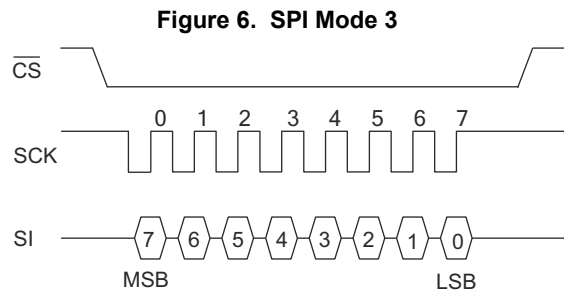 Figure 6. SPI Mode 3
CS
0 1 2 3 4 5 6 7
SCK
SI 7 6 5 4 3 2 1 0
MSB LSB